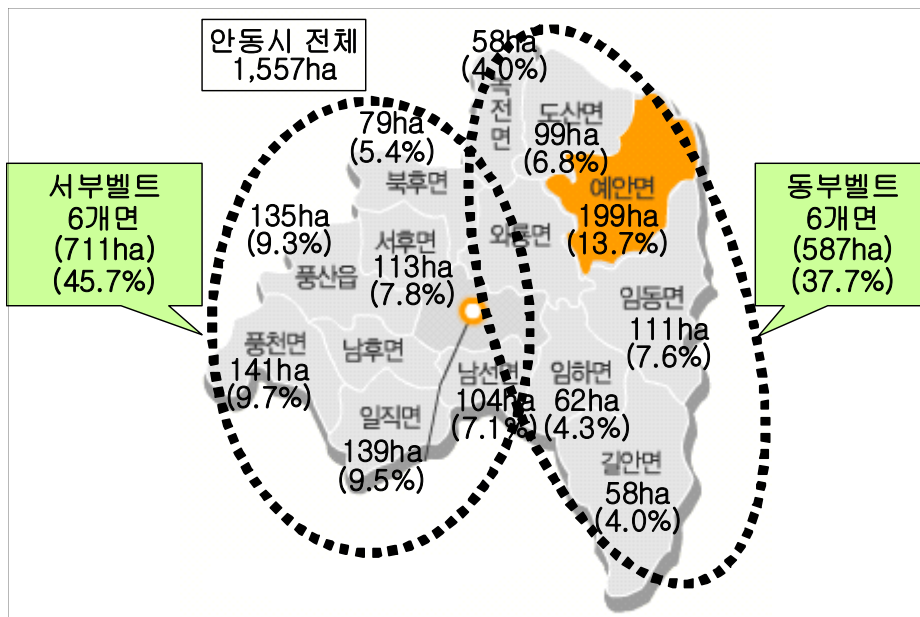 안동시 전체
1,557ha
58ha
(4.0%)
전
면
도산면
99ha
(6.8%)
79ha
(5.4%)
북후면
예안면
199ha
(13.7%)
서부벨트
6개면
(711ha)
(45.7%)
동부벨트
6개면
(587ha)
(37.7%)
135ha
(9.3%)
서후면
113ha
(7.8%)
와룡면
풍산읍
임동면
111ha
(7.6%)
풍천면
141ha
(9.7%)
남후면
남선면
104ha
(7.1%)
임하면
62ha
(4.3%)
일직면
139ha
(9.5%)
길안면
58ha
(4.0%)